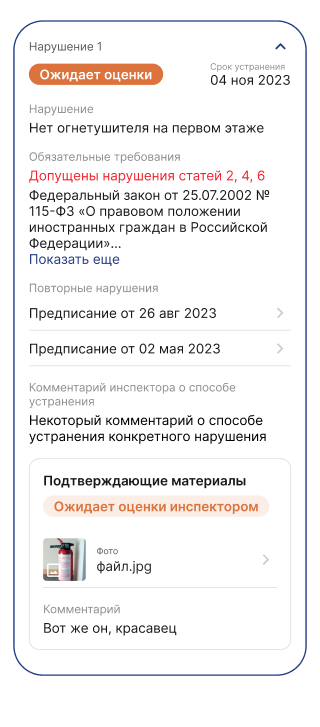 Нарушение 1
Ожидает оценки
Срок устранения
04 ноя 2023
Нарушение
Нет огнетушителя на первом этаже
Обязательные требования
Допущены нарушения статей 2, 4, 6
Федеральный закон от 25.07.2002 №
115-ФЗ «О правовом положении
иностранных граждан в Российской
Федерации»...
Показать еще
Повторные нарушения
Предписание от 26 авг 2023
Предписание от 02 мая 2023
Комментарий инспектора о способе
устранения
Некоторый комментарий о способе
устранения конкретного нарушения
Подтверждающие материалы
Ожидает оценки инспектором
Фото
файл.jpg
Комментарий
Вот же он, красавец